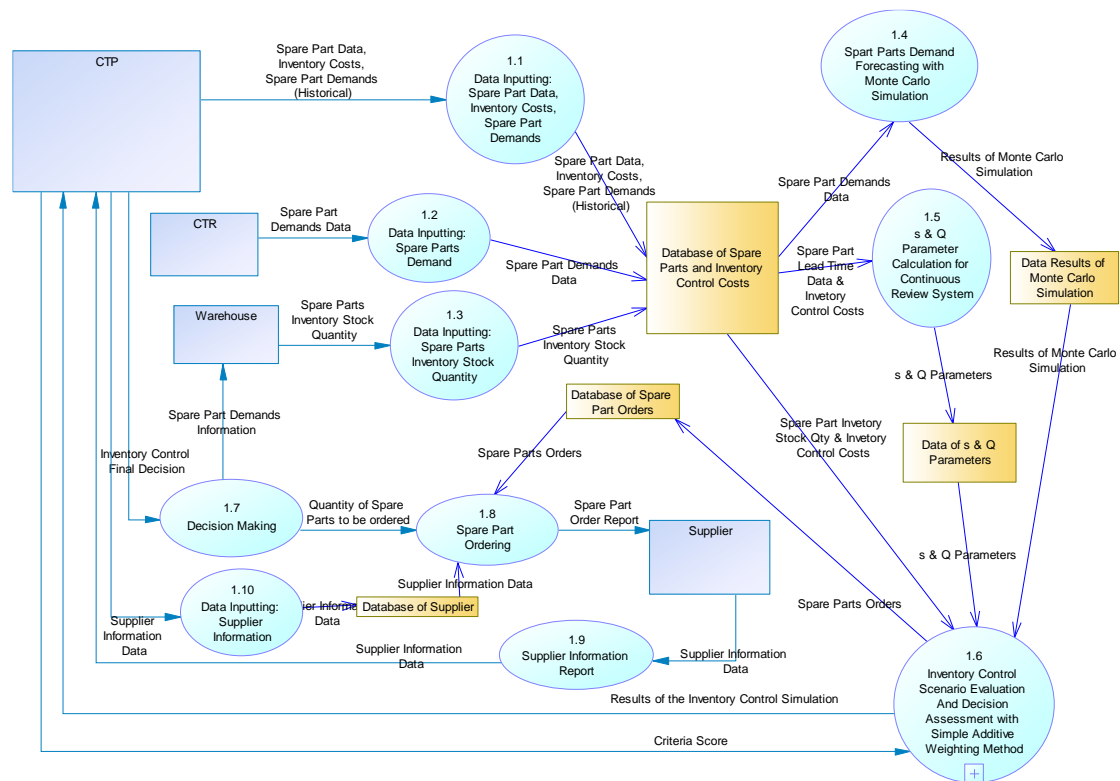 CTP
Spare Part Data,
Inventory Costs,
Spare Part Demands
(Historical)
1.1
Data Inputting:
Spare Part Data,
Inventory Costs,
Spare Part
Demands
1.4
Spart Parts Demand
Forecasting with
Monte Carlo
Simulation
Spare Part Data,
Inventory Costs,
Spare Part Demands
(Historical)
Spare Part Demands
Data
Results of Monte Carlo
Simulation
CTR
Spare Part
Demands Data
1.2
Data Inputting:
Spare Parts
Demand
Spare Part Demands
Data
Database of Spare
Parts and Inventory
Control Costs
Spare Part
Lead Time
Data &
Invetory
Control Costs
1.5
s & Q
Parameter
Calculation for
Continuous
Review System
Data Results of
Monte Carlo
Simulation
Warehouse
Spare Parts
Inventory Stock
Quantity
1.3
Data Inputting:
Spare Parts
Inventory Stock
Quantity
Spare Parts
Inventory Stock
Quantity
Results of Monte Carlo
Simulation
s & Q Parameters
Database of Spare
Part Orders
Spare Part Demands
Information
Inventory Control
Final Decision
Spare Parts Orders
Spare Part Invetory
Stock Qty & Invetory
Control Costs
Data of s & Q
Parameters
1.7
Decision Making
Quantity of Spare
Parts to be ordered
1.8
Spare Part
Ordering
Spare Part
Order Report
Supplier
s & Q Parameters
Supplier Information Data
1.10
Data Inputting:
Supplier
Information
lier Informa
Data
Database of Supplier
Spare Parts Orders
Supplier
Information
Data
Supplier Information
Data
1.9
Supplier Information
Report
Supplier Information
Data
1.6
Inventory Control
Scenario Evaluation
And Decision
Assessment with
Simple Additive
Weighting Method
Results of the Inventory Control Simulation
Criteria Score